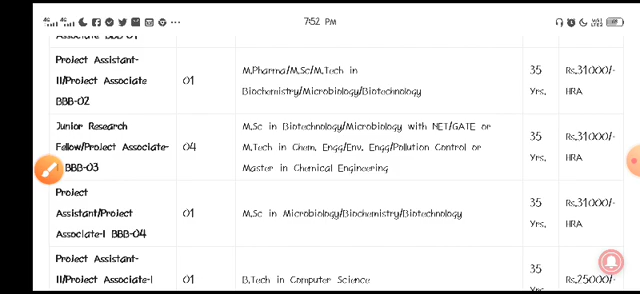 7:52 PM
Associate BBB-01
Project Assistant-
II/Project Associate
BBB-02
01
M.Pharma/M.Sc/M.Tech in
Biochemistry/Microbiology/Biotechnology
35
Yrs.
Rs.31000/-
HRA
Junior Research
Fellow/Project Associate-
BBB-03
04
M.Sc in Biotechnology/Microbiology with NET/GATE or
M.Tech in Chem. Engg/Env. Engg/Pollution Control or
Master in Chemical Engineering
35
Yrs.
Rs.31000/-
HRA
Project
Assistant/Project
Associate-I BBB-04
01
M.Sc in Microbiology/Biochemistry/Biotechnology
35
Yrs.
Rs.31000/-
HRA
Project Assistant-
II/Project Associate-I
01
B.Tech in Computer Science
35
Yrs.
Rs.25000/-